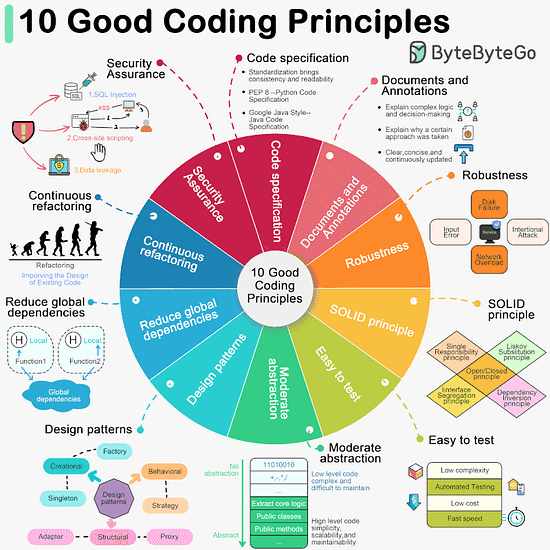 10 Good Coding Principles
ByteByteGo
Security
Assurance
SQL
1,SQL Injection
xss
2,Cross-site scripting
3,Data leakage
Code specification
Standardization brings
consistency and readability
PEP 8 --Python Code
Specification
Google Java Style--
Java Code
Specification
Documents and
Annotations
Explain complex logic
and decision-making
Explain why a certain
approach was taken
Clear,concise,and
continuously updated
Robustness
Disk
Failure
Input
Error
Service
Intertional
Attack
Network
Overload
Continuous
refactoring
Refactoring
Imporving the Design
of Existing Code
Security
Assurance
Code specification
Documents and
Annotations
Robustness
SOLID principle
Easy to test
Moderate
abstraction
Design patterns
Reduce global
dependencies
Continuous
refactoring
10 Good
Coding
Principles
Reduce global
dependencies
H
Local
Function1
H
Local
Function2
Global
dependencies
SOLID
principle
Single
Responsibility
principle
Liskov
Substitution
principle
Open/Closed
principle
IInterface
Segregation
principle
Dependency
Inversion
principle
Design patterns
Factory
Creational
Singleton
Design
patterns
Behavioral
Strategy
Adapter
Structural
Proxy
Moderate
abstraction
No
abstraction
Abstract
11010010
+,-,*,/
...
Extract core logic
Public classes
Public methods
...
Low level code
complex and
difficult to maintain
High level code
simplicity,
scalability,and
maintainability
Easy to test
Low complexity
Automated Testing
Low cost
Fast speed